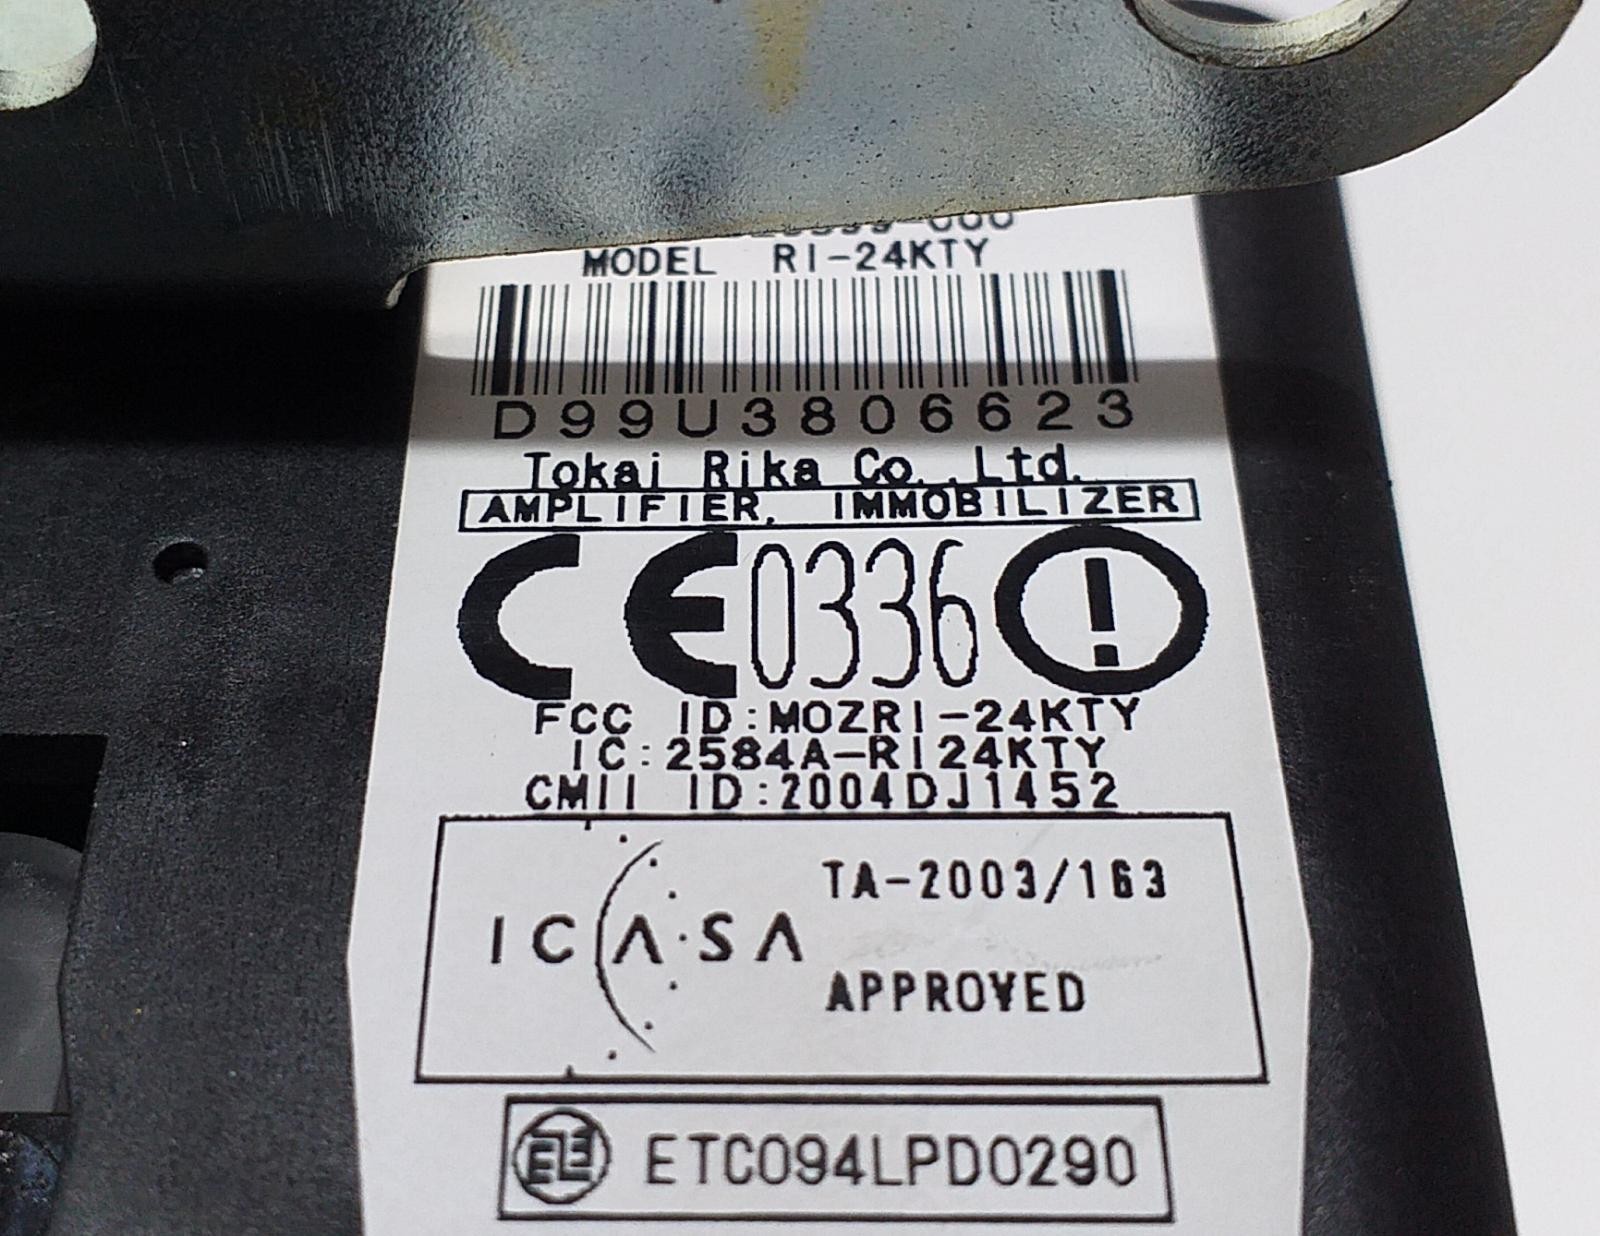 MODEL RI-24KTY
D99U3806623
Tokai Rika Co.,Ltd.
AMPLIFIER, IMMOBILIZER
CE0336
FCC ID:MOZRI-24KTY
IC:2584A-RI24KTY
CMII ID:2004DJ1452
ICASA
TA-2003/163
APPROVED
ETC094LPD0290